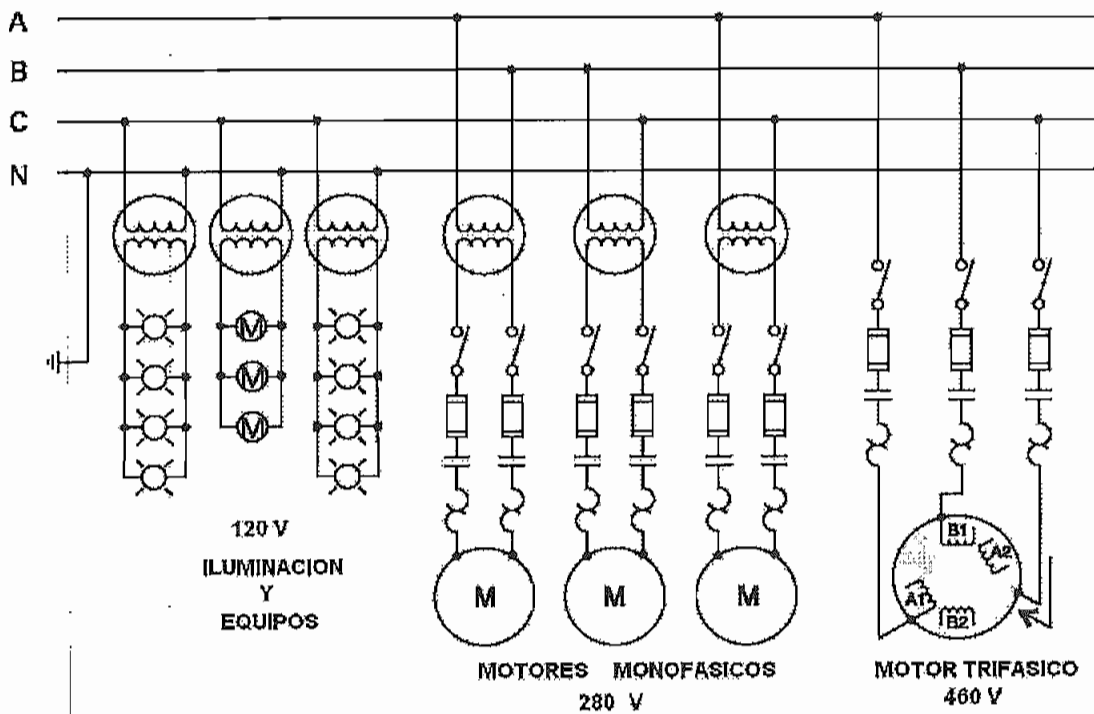 A
B
C
N
M
M
M
120 V
ILUMINACION
Y
EQUIPOS
M
M
M
MOTORES MONOFASICOS
280 V
B1
A2
A1
B2
MOTOR TRIFASICO
460 V